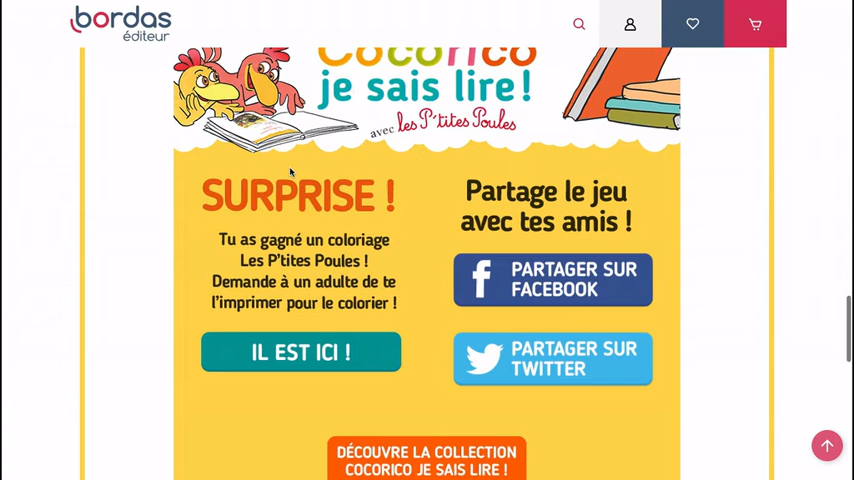 bordas
éditeur
Cocorico
je sais lire !
avec les P'tites Poules
SURPRISE !
Tu as gagné un coloriage
Les P'tites Poules !
Demande à un adulte de te
l'imprimer pour le colorier !
IL EST ICI !
Partage le jeu
avec tes amis !
PARTAGER SUR
FACEBOOK
PARTAGER SUR
TWITTER
DÉCOUVRE LA COLLECTION
COCORICO JE SAIS LIRE !